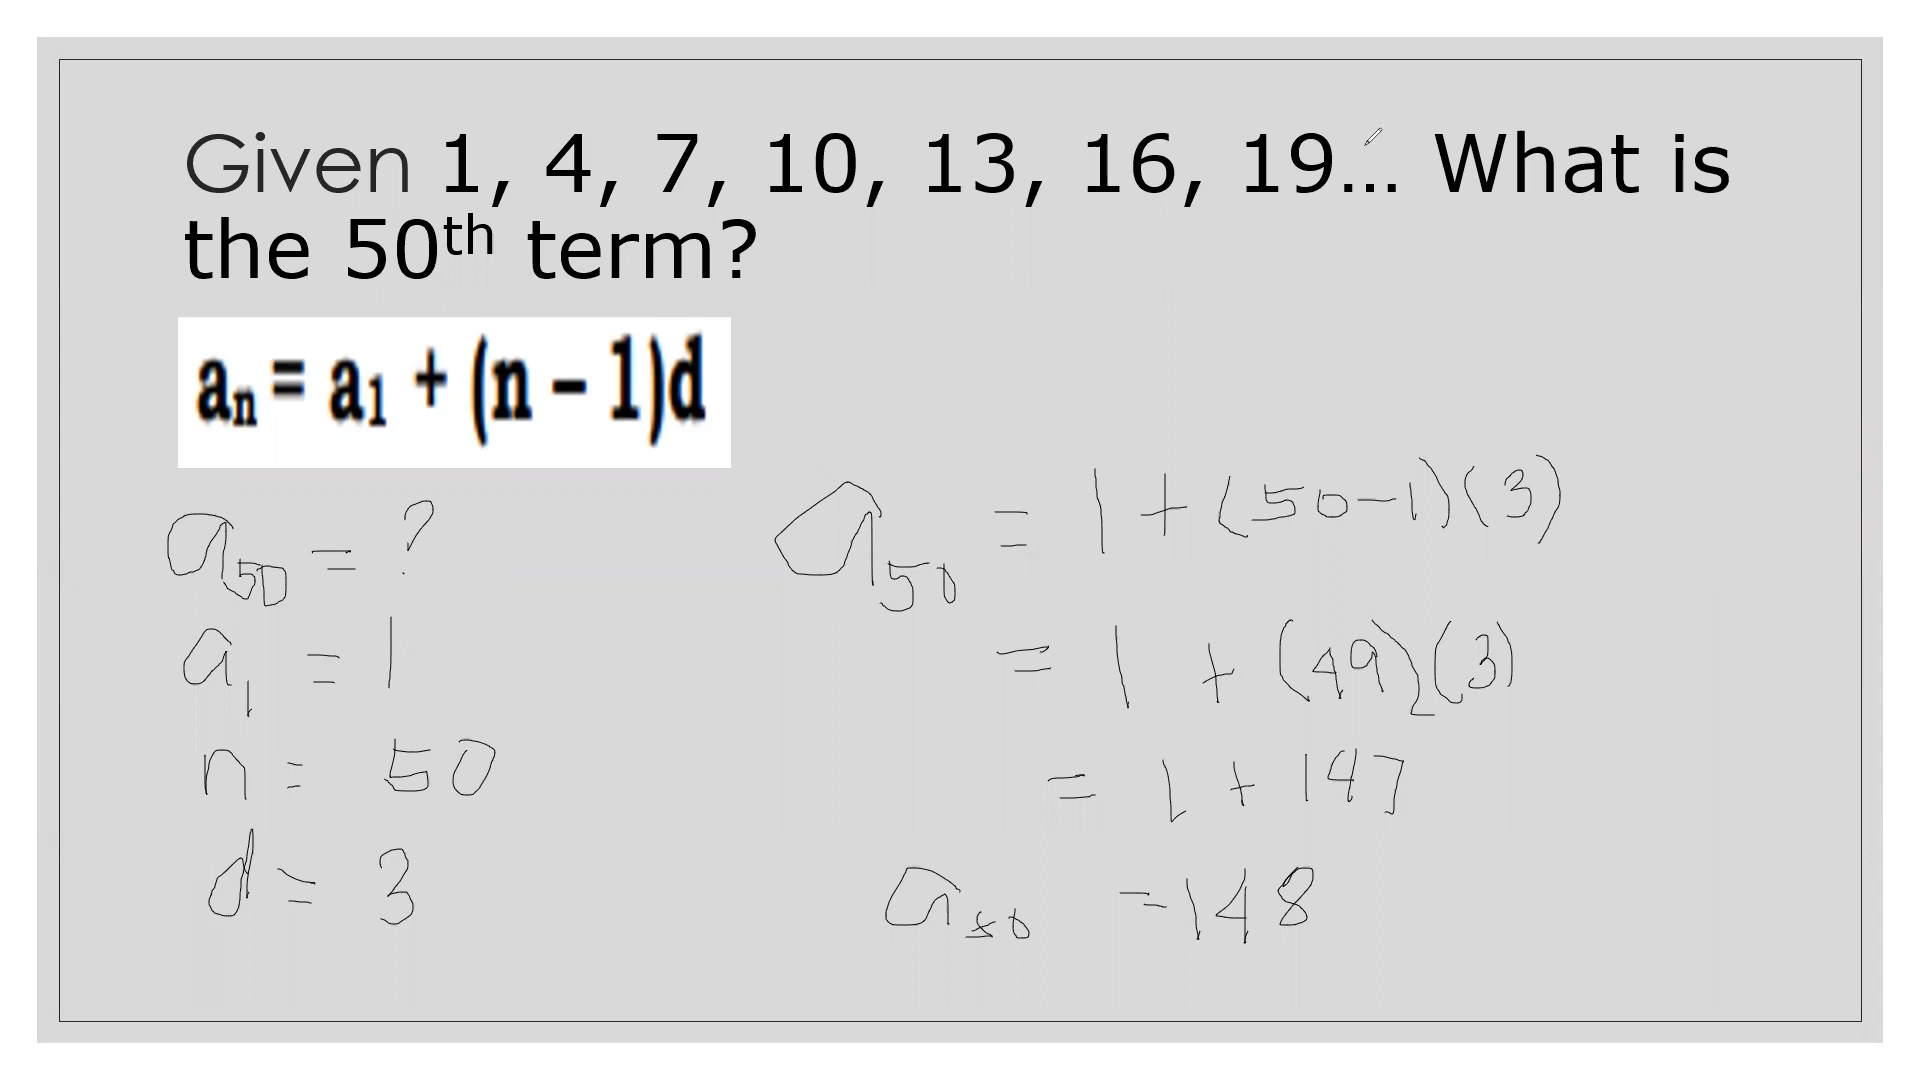 Given 1, 4, 7, 10, 13, 16, 19… What is
the 50th term?
an = a1 + (n – 1)d
a50 = ?
a1 = 1
n = 50
d = 3
a50 = 1 + (50-1)(3)
= 1 + (49)(3)
= 1 + 147
a50 = 148